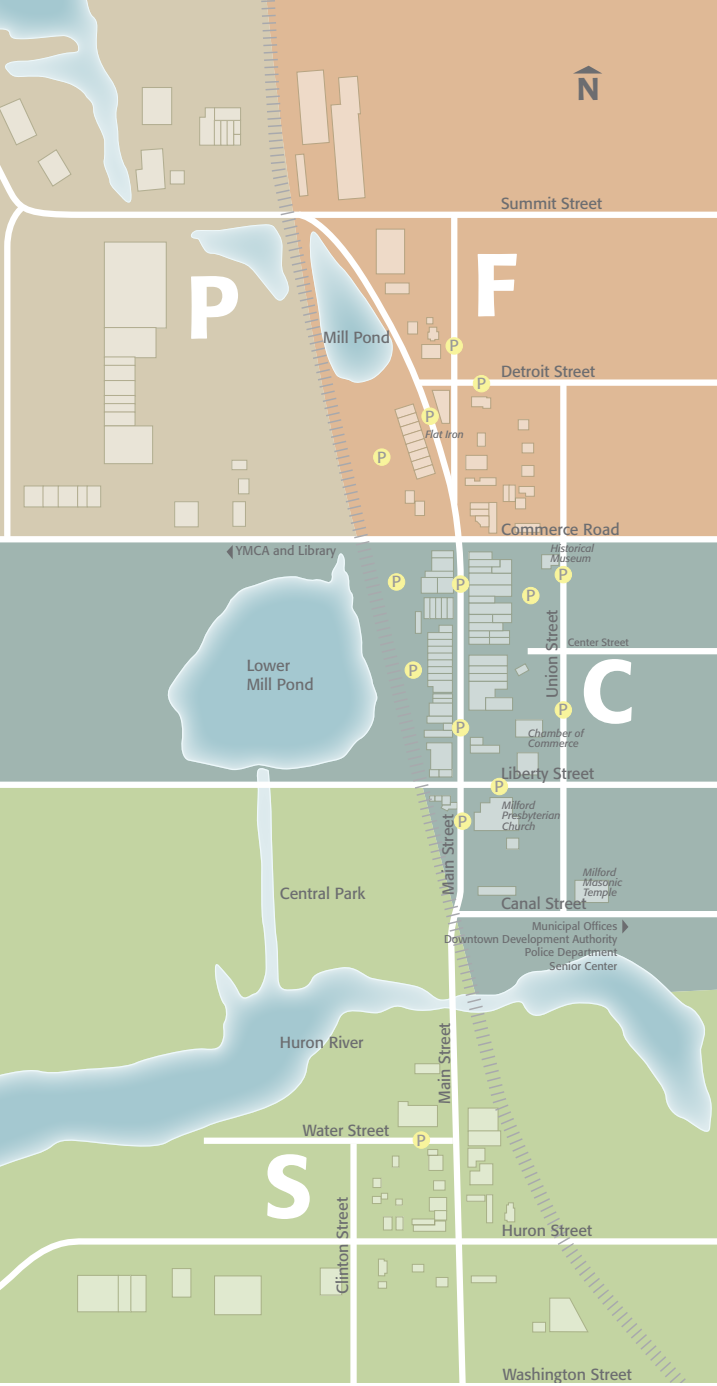 N
Summit Street
P
F
Mill Pond
P
Detroit Street
P
P
Flat Iron
P
Commerce Road
YMCA and Library
Historical
Museum
P
P
P
P
Union Street
Center Street
Lower
Mill Pond
P
C
P
P
Chamber of
Commerce
Liberty Street
P
Milford
Presbyterian
Church
P
Main Street
Milford
Masonic
Temple
Central Park
Canal Street
Municipal Offices
Downtown Development Authority
Police Department
Senior Center
Huron River
Main Street
Water Street
P
S
Clinton Street
Huron Street
Washington Street